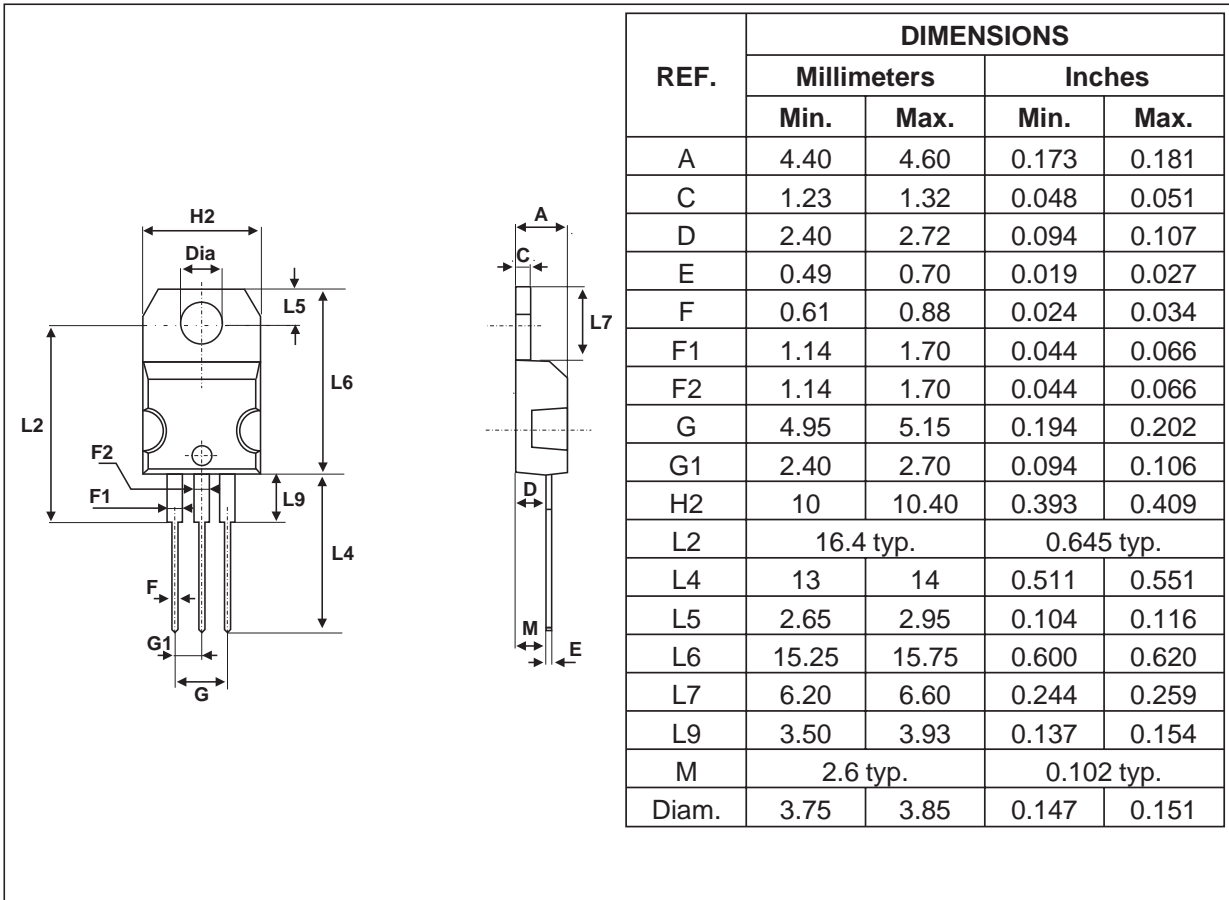 H2
Dia
L5
L6
L2
F2
F1
L9
L4
F
G1
G
A
C
L7
D
M
E
DIMENSIONS
REF. Millimeters Inches
Min. Max. Min. Max.
A 4.40 4.60 0.173 0.181
C 1.23 1.32 0.048 0.051
D 2.40 2.72 0.094 0.107
E 0.49 0.70 0.019 0.027
F 0.61 0.88 0.024 0.034
F1 1.14 1.70 0.044 0.066
F2 1.14 1.70 0.044 0.066
G 4.95 5.15 0.194 0.202
G1 2.40 2.70 0.094 0.106
H2 10 10.40 0.393 0.409
L2 16.4 typ. 0.645 typ.
L4 13 14 0.511 0.551
L5 2.65 2.95 0.104 0.116
L6 15.25 15.75 0.600 0.620
L7 6.20 6.60 0.244 0.259
L9 3.50 3.93 0.137 0.154
M 2.6 typ. 0.102 typ.
Diam. 3.75 3.85 0.147 0.151